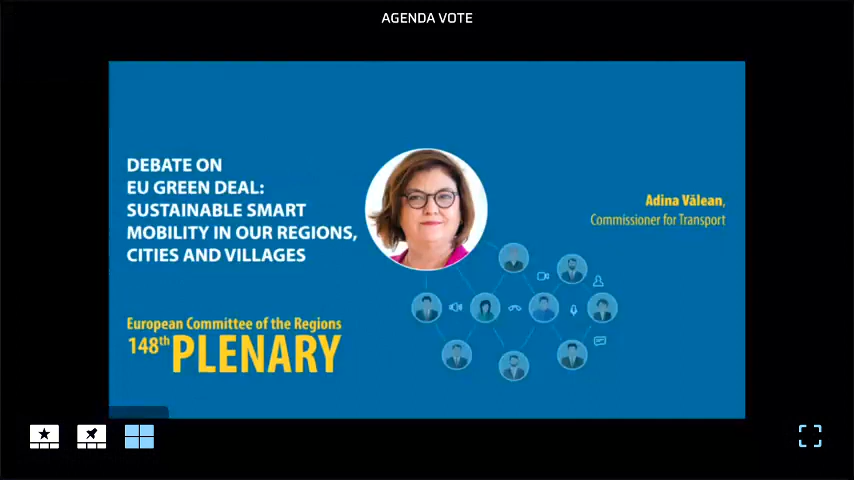 AGENDA VOTE
DEBATE ON
EU GREEN DEAL:
SUSTAINABLE SMART
MOBILITY IN OUR REGIONS,
CITIES AND VILLAGES
Adina Vălean,
Commissioner for Transport
European Committee of the Regions
148th PLENARY